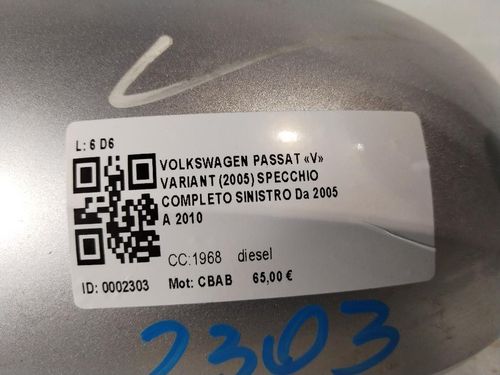 L: 6 D6
VOLKSWAGEN PASSAT «V»
VARIANT (2005) SPECCHIO
COMPLETO SINISTRO Da 2005
A 2010
CC:1968 diesel
ID: 0002303 Mot: CBAB 65,00 €
2303